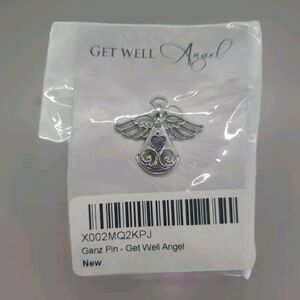 GET WELL Angel
X002MQ2KPJ
Ganz Pin - Get Well Angel
New